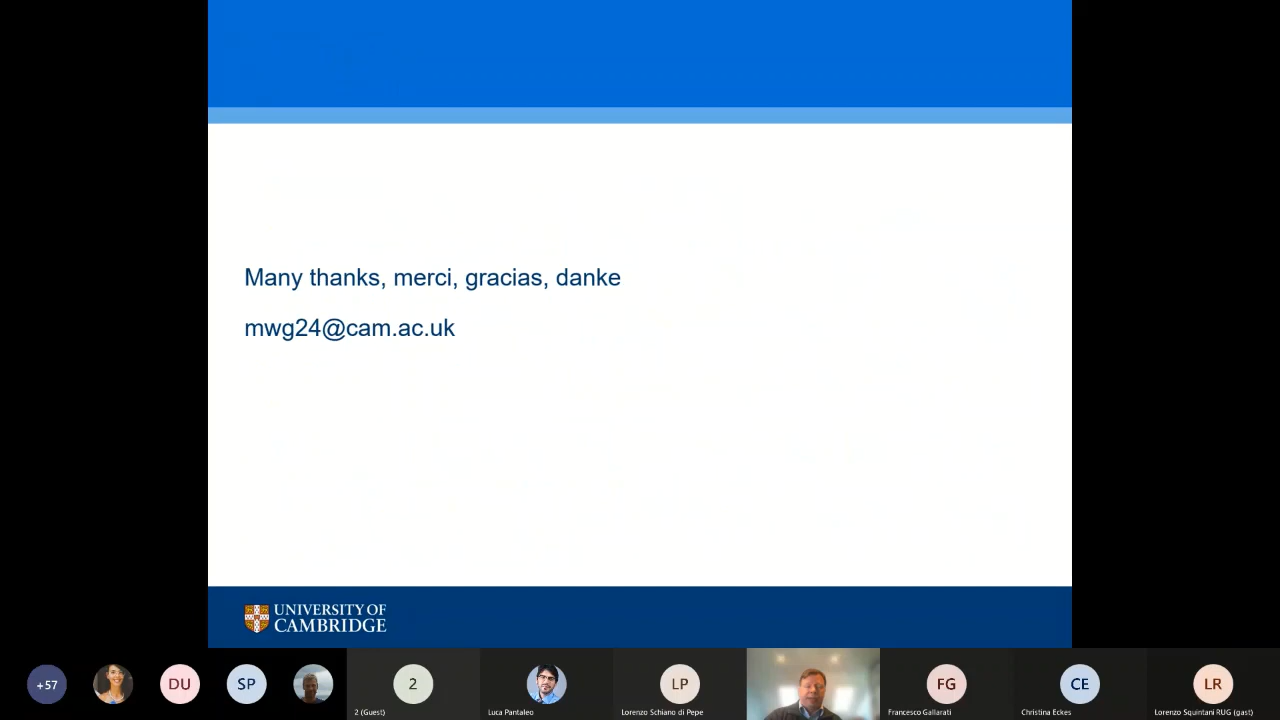 Many thanks, merci, gracias, danke
mwg24@cam.ac.uk
UNIVERSITY OF
CAMBRIDGE
+57
DU
SP
2
2 (Guest)
Luca Pantaleo
LP
Lorenzo Schiano di Pepe
FG
Francesco Gallarati
CE
Christina Eckes
LR
Lorenzo Squintani RUG (gast)